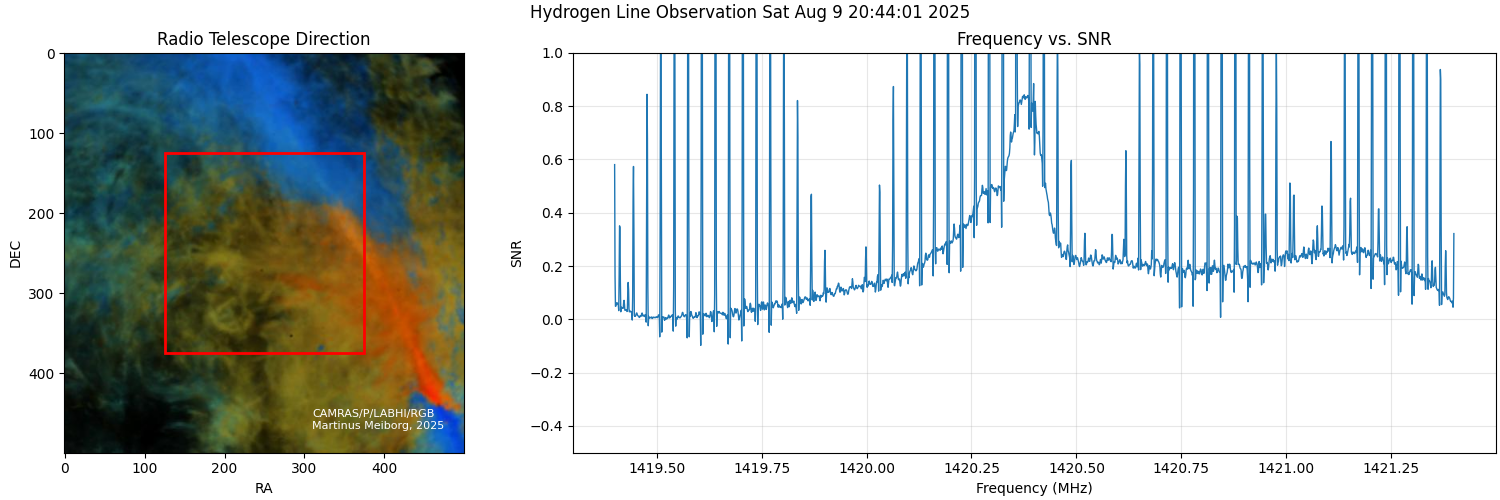 Hydrogen Line Observation Sat Aug 9 20:44:01 2025
Radio Telescope Direction
0
100
200
300
400
DEC
CAMRAS/P/LABHI/RGB
Martinus Meiborg, 2025
0 100 200 300 400
RA
Frequency vs. SNR
1.0
0.8
0.6
0.4
0.2
0.0
−0.2
−0.4
SNR
1419.50 1419.75 1420.00 1420.25 1420.50 1420.75 1421.00 1421.25
Frequency (MHz)